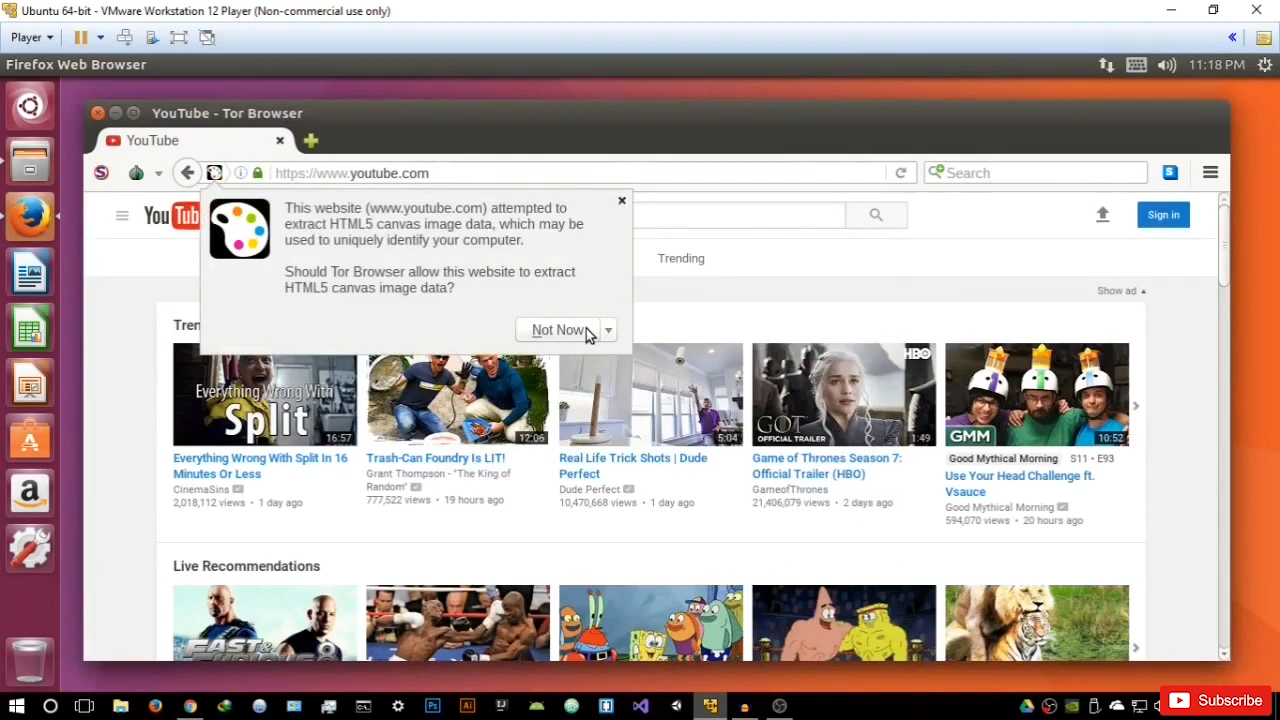 Ubuntu 64-bit - VMware Workstation 12 Player (Non-commercial use only)
Player
Firefox Web Browser
11:18 PM
YouTube - Tor Browser
YouTube
https://www.youtube.com
Search
This website (www.youtube.com) attempted to
extract HTML5 canvas image data, which may be
used to uniquely identify your computer.
Should Tor Browser allow this website to extract
HTML5 canvas image data?
Not Now
You Tub
Sign in
Trending
Show ad
Tren
Everything Wrong With
Split
16:57
12:06
5:04
HBO
GOT
OFFICIAL TRAILER
1:49
GMM
10:52
Everything Wrong With Split In 16
Minutes Or Less
CinemaSins
2,018,112 views • 1 day ago
Trash-Can Foundry Is LIT!
Grant Thompson - "The King of
Random"
777,522 views • 19 hours ago
Real Life Trick Shots | Dude
Perfect
Dude Perfect
10,470,668 views • 1 day ago
Game of Thrones Season 7:
Official Trailer (HBO)
GameofThrones
21,406,079 views • 2 days ago
Good Mythical Morning S11 • E93
Use Your Head Challenge ft.
Vsauce
Good Mythical Morning
594,070 views • 20 hours ago
Live Recommendations
FAST &
Subscribe